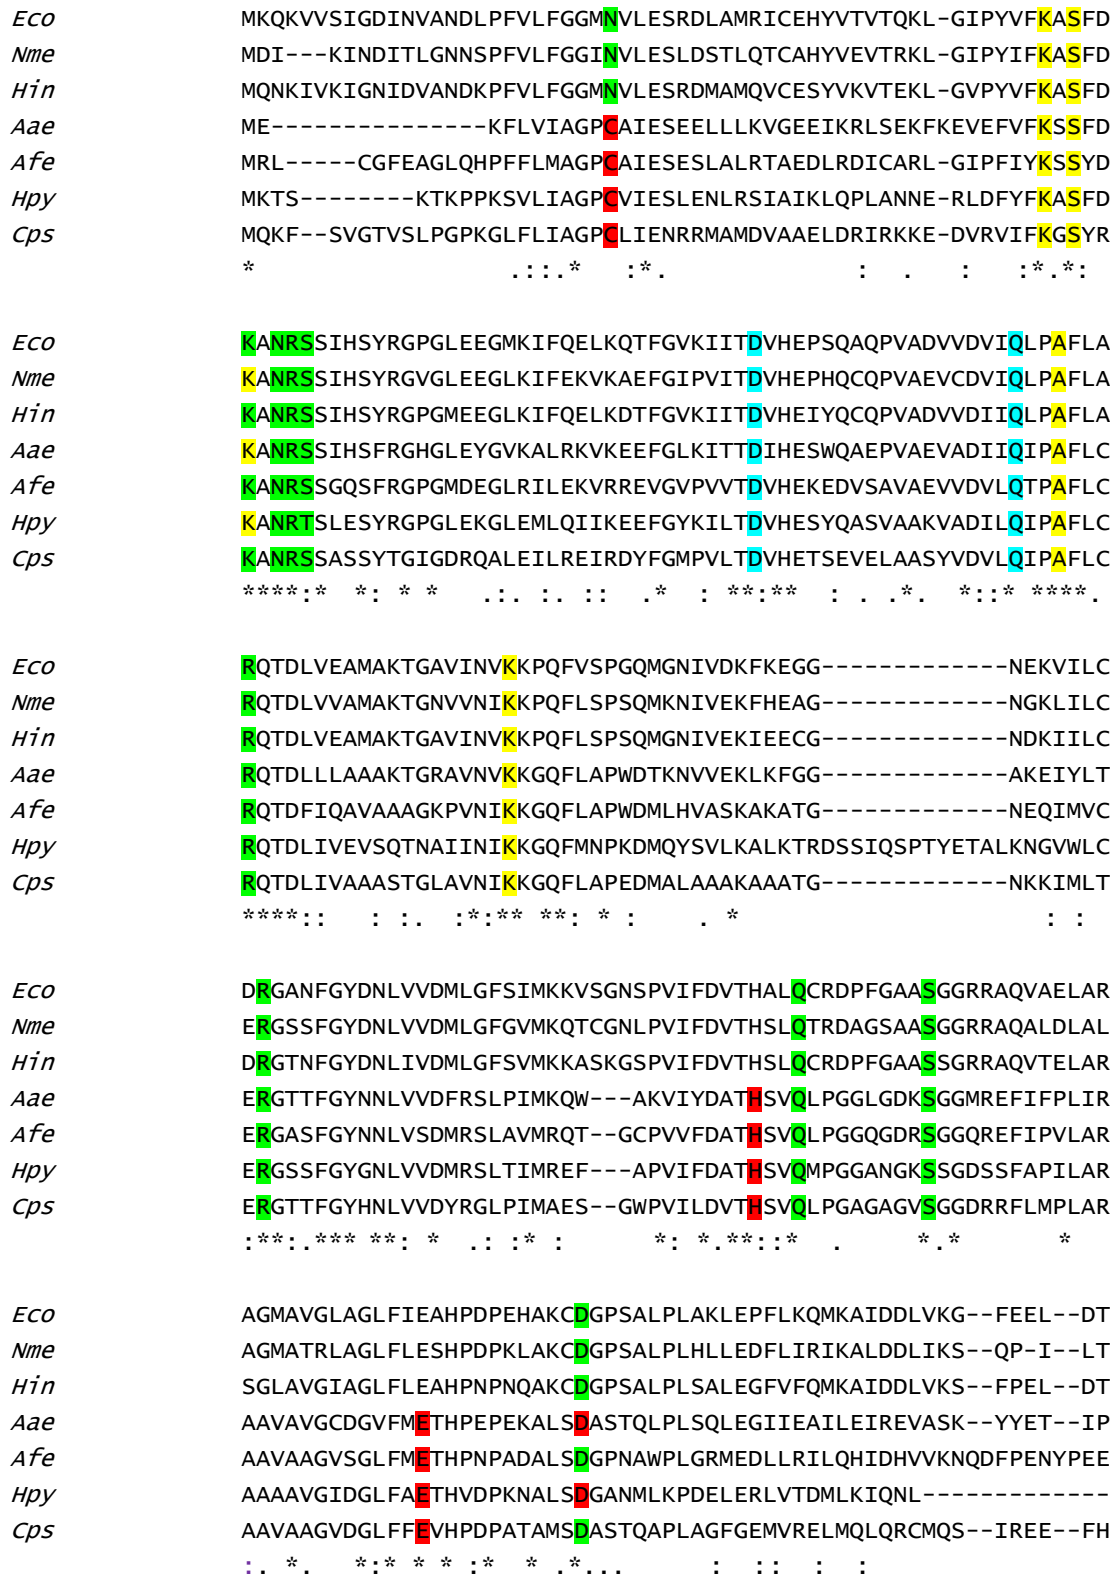 Eco MKQKVVSIGDINVANDLPFVLFGGMNVLESRDLAMRICEHYVTVTQKL-GIPYVFKASFD
Nme MDI---KINDITLGNNSPFVLFGGINVLESLDSTLQTCAHYVEVTRKL-GIPYIFKASFD
Hin MQNKIVKIGNIDVANDKPFVLFGGMNVLESRDMAMQVCESYVKVTEKL-GVPYVFKASFD
Aae ME---------------KFLVIAGPCAIESEELLLKVGEEIKRLSEKFKEVEFVFKSSFD
Afe MRL-----CGFEAGLQHPFFLMAGPCAIESESLALRTAEDLRDICARL-GIPFIYKSSYD
Hpy MKTS--------KTKPPKSVLIAGPCVIESLENLRSIAIKLQPLANNE-RLDFYFKASFD
Cps MQKF--SVGTVSLPGPKGLFLIAGPCLIENRRMAMDVAAELDRIRKKE-DVRVIFKGSYR
* .::.* :*. : . : :*.*:
Eco KANRSSIHSYRGPGLEEGMKIFQELKQTFGVKIITDVHEPSQAQPVADVVDVIQLPAFLA
Nme KANRSSIHSYRGVGLEEGLKIFEKVKAEFGIPVITDVHEPHQCQPVAEVCDVIQLPAFLA
Hin KANRSSIHSYRGPGMEEGLKIFQELKDTFGVKIITDVHEIYQCQPVADVVDIIQLPAFLA
Aae KANRSSIHSFRGHGLEYGVKALRKVKEEFGLKITTDIHESWQAEPVAEVADIIQIPAFLC
Afe KANRSSGQSFRGPGMDEGLRILEKVRREVGVPVVTDVHEKEDVSAVAEVVDVLQTPAFLC
Hpy KANRTSLESYRGPGLEKGLEMLQIIKEEFGYKILTDVHESYQASVAAKVADILQIPAFLC
Cps KANRSSASSYTGIGDRQALEILREIRDYFGMPVLTDVHETSEVELAASYVDVLQIPAFLC
****:* *: * * .:. :. :: .* : **:** : . .*. *::* ****.
Eco RQTDLVEAMAKTGAVINVKKPQFVSPGQMGNIVDKFKEGG-------------NEKVILC
Nme RQTDLVVAMAKTGNVVNIKKPQFLSPSQMKNIVEKFHEAG-------------NGKLILC
Hin RQTDLVEAMAKTGAVINVKKPQFLSPSQMGNIVEKIEECG-------------NDKIILC
Aae RQTDLLLAAAKTGRAVNVKKGQFLAPWDTKNVVEKLKFGG-------------AKEIYLT
Afe RQTDFIQAVAAAGKPVNIKKGQFLAPWDMLHVASKAKATG-------------NEQIMVC
Hpy RQTDLIVEVSQTNAIINIKKGQFMNPKDMQYSVLKALKTRDSSIQSPTYETALKNGVWLC
Cps RQTDLIVAAASTGLAVNIKKGQFLAPEDMALAAAKAAATG-------------NKKIMLT
****:: : :. :*:** **: * : . * : :
Eco DRGANFGYDNLVVDMLGFSIMKKVSGNSPVIFDVTHALQCRDPFGAASGGRRAQVAELAR
Nme ERGSSFGYDNLVVDMLGFGVMKQTCGNLPVIFDVTHSLQTRDAGSAASGGRRAQALDLAL
Hin DRGTNFGYDNLIVDMLGFSVMKKASKGSPVIFDVTHSLQCRDPFGAASSGRRAQVTELAR
Aae ERGTTFGYNNLVVDFRSLPIMKQW---AKVIYDATHSVQLPGGLGDKSGGMREFIFPLIR
Afe ERGASFGYNNLVSDMRSLAVMRQT--GCPVVFDATHSVQLPGGQGDRSGGQREFIPVLAR
Hpy ERGSSFGYGNLVVDMRSLTIMREF---APVIFDATHSVQMPGGANGKSSGDSSFAPILAR
Cps ERGTTFGYHNLVVDYRGLPIMAES--GWPVILDVTHSVQLPGAGAGVSGGDRRFLMPLAR
:**:.*** **: * .: :* : *: *.**::* . *.* *
Eco AGMAVGLAGLFIEAHPDPEHAKCDGPSALPLAKLEPFLKQMKAIDDLVKG--FEEL--DT
Nme AGMATRLAGLFLESHPDPKLAKCDGPSALPLHLLEDFLIRIKALDDLIKS--QP-I--LT
Hin SGLAVGIAGLFLEAHPNPNQAKCDGPSALPLSALEGFVFQMKAIDDLVKS--FPEL--DT
Aae AAVAVGCDGVFMETHPEPEKALSDASTQLPLSQLEGIIEAILEIREVASK--YYET--IP
Afe AAVAAGVSGLFMETHPNPADALSDGPNAWPLGRMEDLLRILQHIDHVVKNQDFPENYPEE
Hpy AAAAVGIDGLFAETHVDPKNALSDGANMLKPDELERLVTDMLKIQNL-------------
Cps AAVAAGVDGLFFEVHPDPATAMSDASTQAPLAGFGEMVRELMQLQRCMQS--IREE--FH
:. *. *:* * * :* * .*... : :: : :